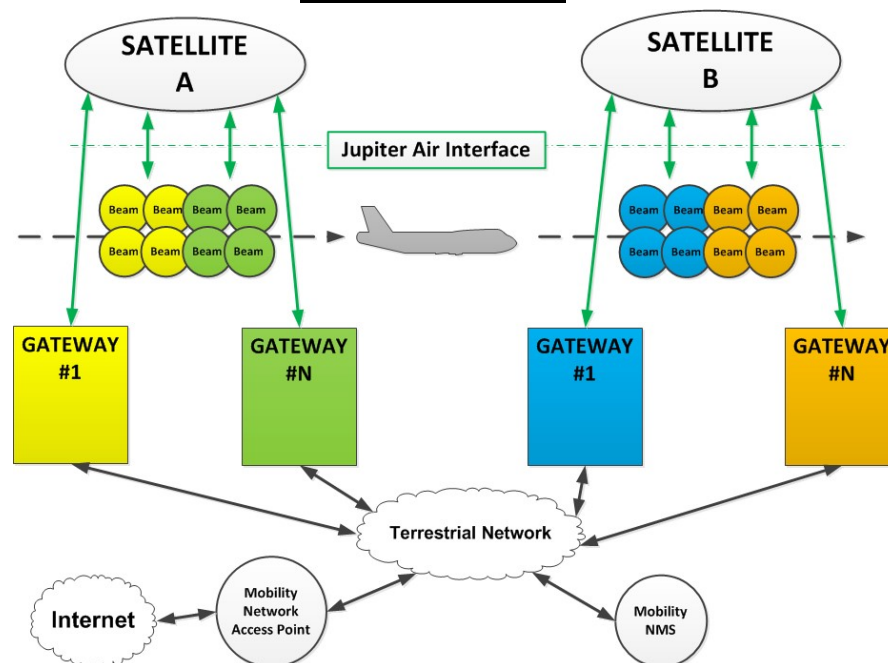 SATELLITE
A
SATELLITE
B
Jupiter Air Interface
Beam Beam Beam Beam
Beam Beam Beam Beam
Beam Beam Beam Beam
Beam Beam Beam Beam
GATEWAY
#1
GATEWAY
#N
GATEWAY
#1
GATEWAY
#N
Terrestrial Network
Internet
Mobility
Network
Access Point
Mobility
NMS